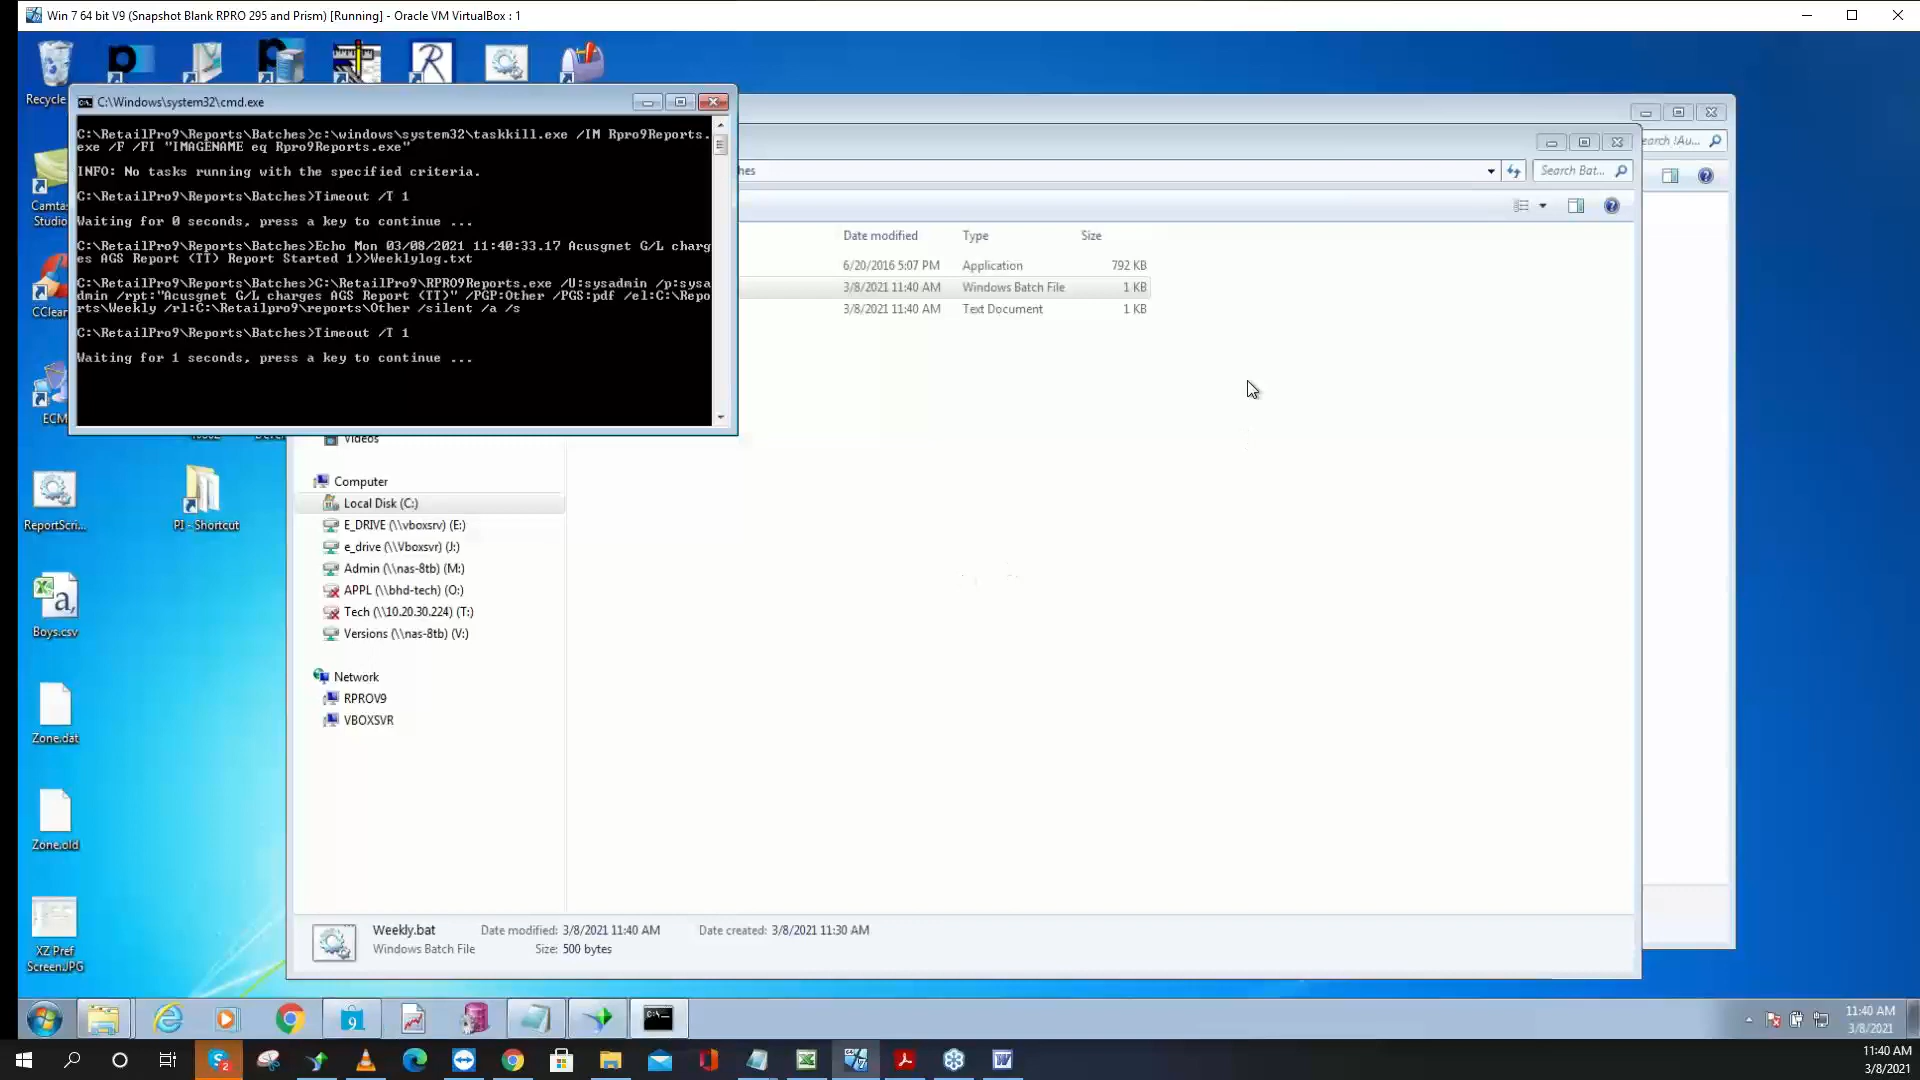 Win 7 64 bit V9 (Snapshot Blank RPRO 295 and Prism) [Running] - Oracle VM VirtualBox : 1
Recycle
C:\Windows\system32\cmd.exe
C:\RetailPro9\Reports\Batches>c:\windows\system32\taskkill.exe /IM Rpro9Reports.
exe /F /FI "IMAGENAME eq Rpro9Reports.exe"
INFO: No tasks running with the specified criteria.
C:\RetailPro9\Reports\Batches>Timeout /T 1
Waiting for 0 seconds, press a key to continue ...
C:\RetailPro9\Reports\Batches>Echo Mon 03/08/2021 11:40:33.17 Acusgnet G/L charg
es AGS Report (TT) Report Started 1>>Weeklylog.txt
C:\RetailPro9\Reports\Batches>C:\RetailPro9\RPRO9Reports.exe /U:sysadmin /p:sysa
dmin /rpt:"Acusgnet G/L charges AGS Report (TT)" /PGP:Other /PGS:pdf /el:C:\Repo
rts\Weekly /rl:C:\Retailpro9\reports\Other /silent /a /s
C:\RetailPro9\Reports\Batches>Timeout /T 1
Waiting for 1 seconds, press a key to continue ...
earch !Au...
hes
Search Bat...
Date modified Type Size
6/20/2016 5:07 PM Application 792 KB
3/8/2021 11:40 AM Windows Batch File 1 KB
3/8/2021 11:40 AM Text Document 1 KB
Camtas
Studio
CClean
ECM
Videos
Computer
Local Disk (C:)
E_DRIVE (\\vboxsrv) (E:)
e_drive (\\Vboxsvr) (J:)
Admin (\\nas-8tb) (M:)
APPL (\\bhd-tech) (O:)
Tech (\\10.20.30.224) (T:)
Versions (\\nas-8tb) (V:)
Network
RPROV9
VBOXSVR
ReportScri...
PI - Shortcut
Boys.csv
Zone.dat
Zone.old
XZ Pref
Screen.JPG
Weekly.bat Date modified: 3/8/2021 11:40 AM Date created: 3/8/2021 11:30 AM
Windows Batch File Size: 500 bytes
11:40 AM
3/8/2021
11:40 AM
3/8/2021